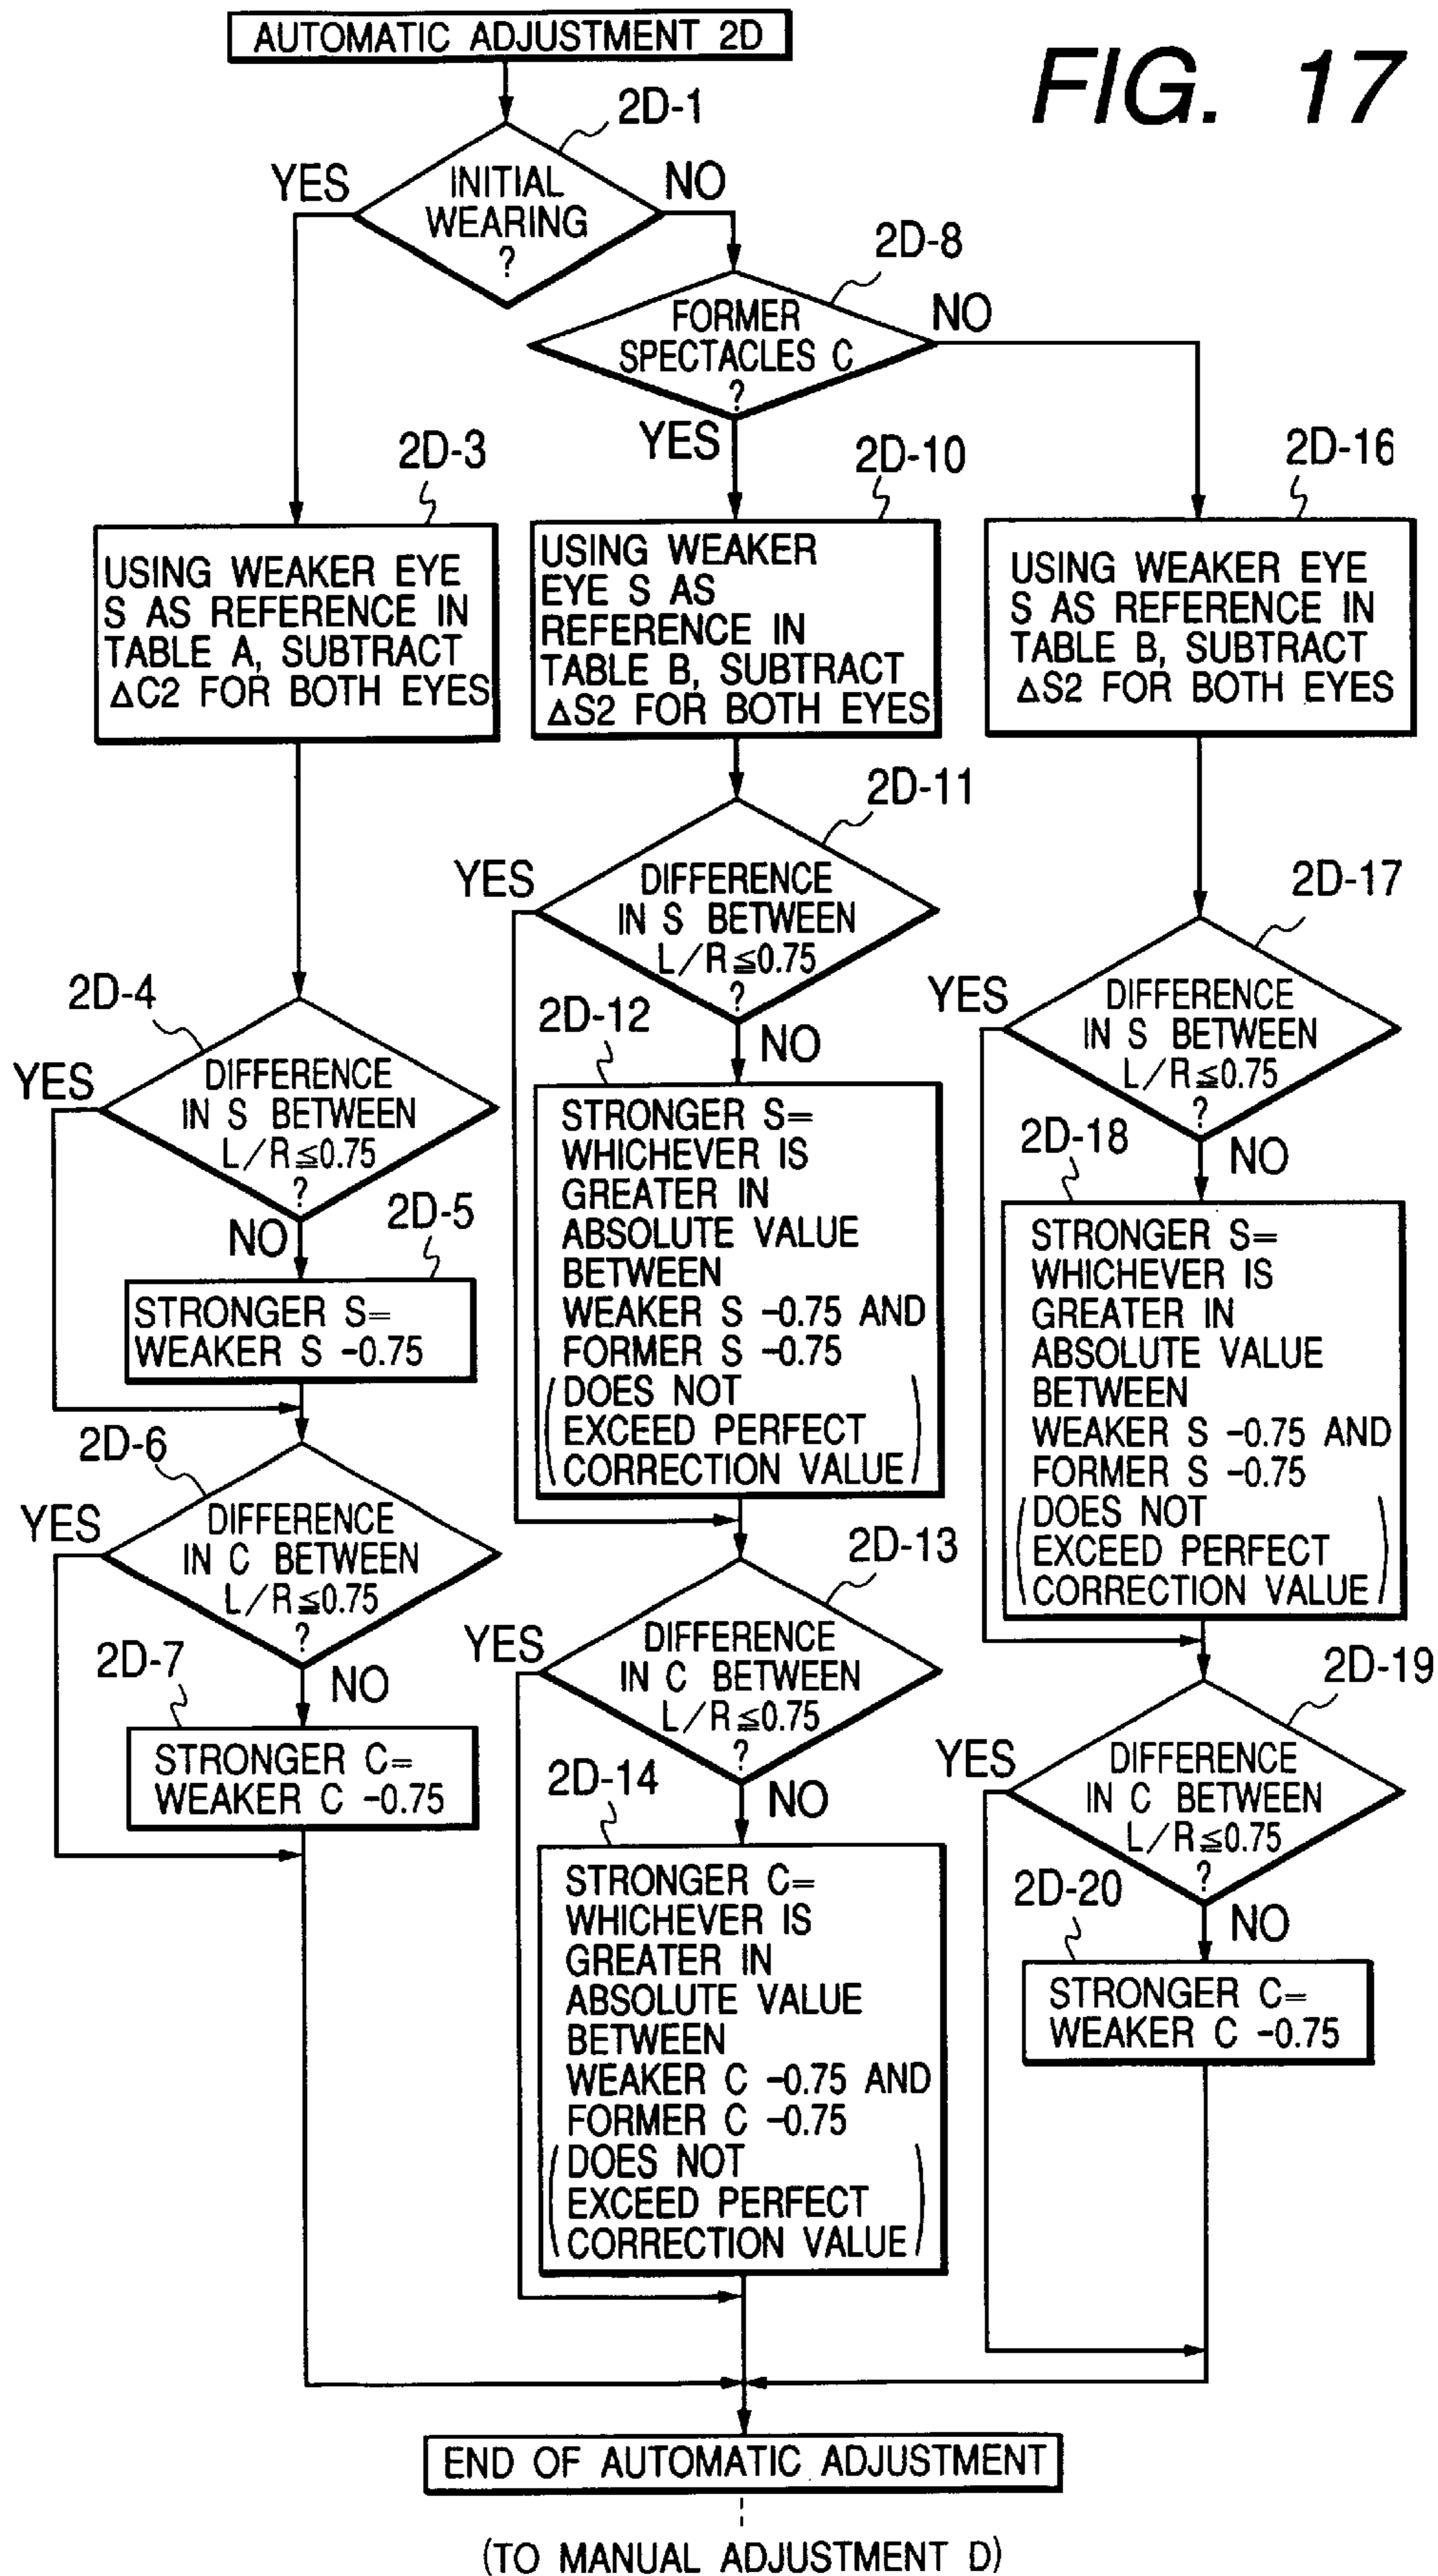 AUTOMATIC ADJUSTMENT 2D
FIG. 17
2D-1
INITIAL
WEARING
?
YES
NO
2D-8
FORMER
SPECTACLES C
?
NO
YES
2D-3
USING WEAKER EYE
S AS REFERENCE IN
TABLE A, SUBTRACT
ΔC2 FOR BOTH EYES
2D-4
DIFFERENCE
IN S BETWEEN
L/R≦0.75
?
YES
NO
2D-5
STRONGER S=
WEAKER S -0.75
2D-6
DIFFERENCE
IN C BETWEEN
L/R≦0.75
?
YES
NO
2D-7
STRONGER C=
WEAKER C -0.75
2D-10
USING WEAKER
EYE S AS
REFERENCE IN
TABLE B, SUBTRACT
ΔS2 FOR BOTH EYES
2D-11
DIFFERENCE
IN S BETWEEN
L/R≦0.75
?
YES
NO
2D-12
STRONGER S=
WHICHEVER IS
GREATER IN
ABSOLUTE VALUE
BETWEEN
WEAKER S -0.75 AND
FORMER S -0.75
(DOES NOT
EXCEED PERFECT
CORRECTION VALUE)
2D-13
DIFFERENCE
IN C BETWEEN
L/R≦0.75
?
YES
NO
2D-14
STRONGER C=
WHICHEVER IS
GREATER IN
ABSOLUTE VALUE
BETWEEN
WEAKER C -0.75 AND
FORMER C -0.75
(DOES NOT
EXCEED PERFECT
CORRECTION VALUE)
2D-16
USING WEAKER EYE
S AS REFERENCE IN
TABLE B, SUBTRACT
ΔS2 FOR BOTH EYES
2D-17
DIFFERENCE
IN S BETWEEN
L/R≦0.75
?
YES
NO
2D-18
STRONGER S=
WHICHEVER IS
GREATER IN
ABSOLUTE VALUE
BETWEEN
WEAKER S -0.75 AND
FORMER S -0.75
(DOES NOT
EXCEED PERFECT
CORRECTION VALUE)
2D-19
DIFFERENCE
IN C BETWEEN
L/R≦0.75
?
YES
NO
2D-20
STRONGER C=
WEAKER C -0.75
END OF AUTOMATIC ADJUSTMENT
(TO MANUAL ADJUSTMENT D)